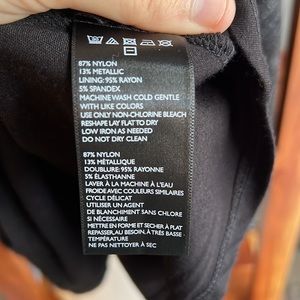 87% NYLON
13% METALLIC
LINING: 95% RAYON
5% SPANDEX
MACHINE WASH COLD GENTLE
WITH LIKE COLORS
USE ONLY NON-CHLORINE BLEACH
RESHAPE LAY FLAT TO DRY
LOW IRON AS NEEDED
DO NOT DRY CLEAN
87% NYLON
13% MÉTALLIQUE
DOUBLURE: 95% RAYONNE
5% ÉLASTHANNE
LAVER À LA MACHINE À L'EAU
FROIDE AVEC COULEURS SIMILAIRES
CYCLE DÉLICAT
UTILISER UN AGENT
DE BLANCHIMENT SANS CHLORE
SI NÉCESSAIRE
METTRE EN FORME ET SÉCHER À PLAT
REPASSER, AU BESOIN, À TRÈS BASSE
TEMPÉRATURE
NE PAS NETTOYER À SEC